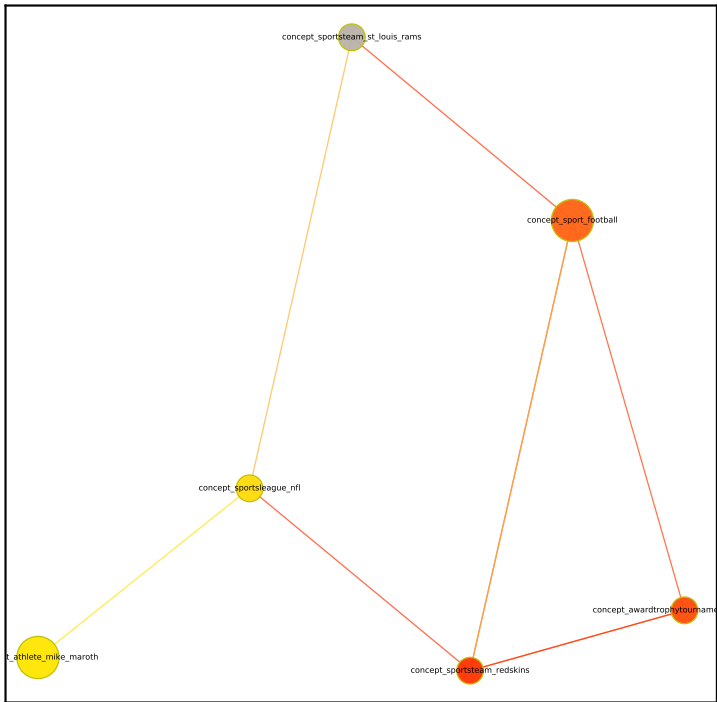 concept_sportsteam_st_louis_rams
concept_sport_football
concept_sportsleague_nfl
concept_awardtrophytourname
t_athlete_mike_maroth
concept_sportsteam_redskins